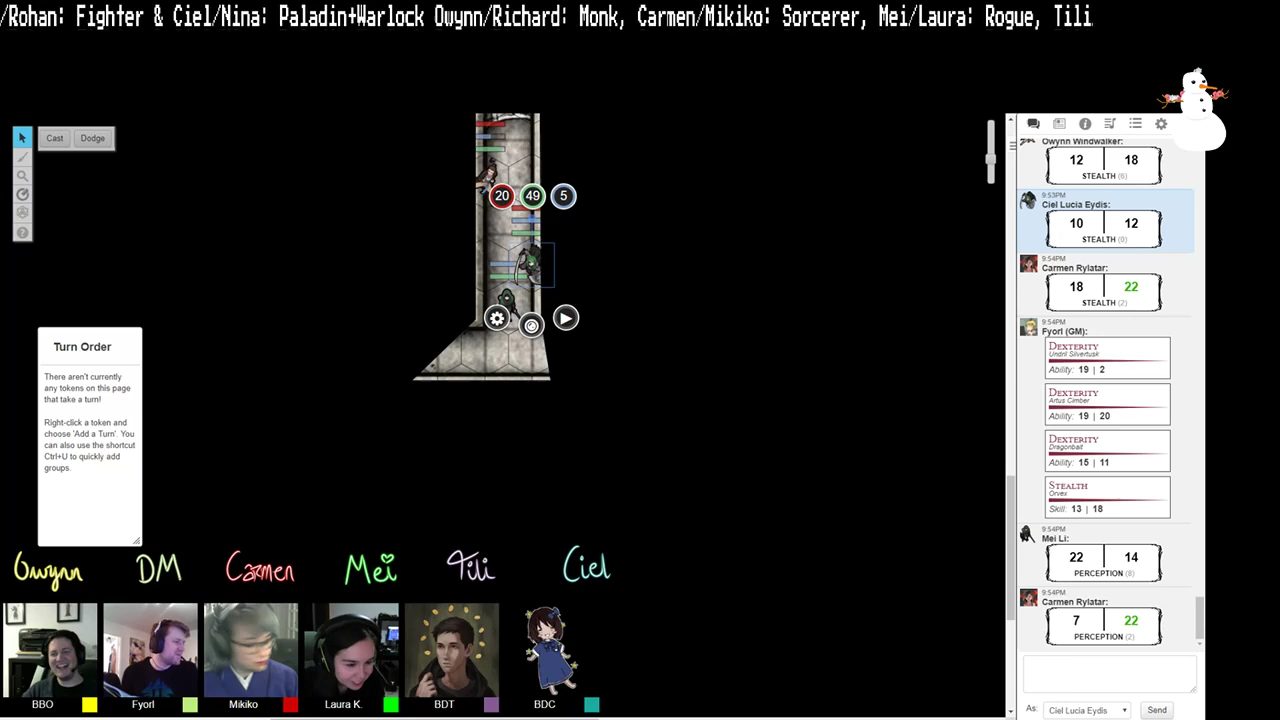 /Rohan: Fighter & Ciel/Nina: Paladin+Warlock Owynn/Richard: Monk, Carmen/Mikiko: Sorcerer, Mei/Laura: Rogue, Tili
Cast
Dodge
20
49
5
Turn Order
There aren't currently
any tokens on this page
that take a turn!
Right-click a token and
choose 'Add a Turn'. You
can also use the shortcut
Ctrl+U to quickly add
groups.
Owynn Windwalker:
12 18
STEALTH (6)
9:53PM
Ciel Lucia Eydis:
10 12
STEALTH (0)
9:54PM
Carmen Rylatar:
18 22
STEALTH (2)
9:54PM
Fyorl (GM):
DEXTERITY
Undril Silvertusk
Ability: 19 | 2
DEXTERITY
Artus Cimber
Ability: 19 | 20
DEXTERITY
Dragonbait
Ability: 15 | 11
STEALTH
Orvex
Skill: 13 | 18
9:54PM
Mei Li:
22 14
PERCEPTION (8)
9:54PM
Carmen Rylatar:
7 22
PERCEPTION (2)
As: Ciel Lucia Eydis
Send
Owynn
DM
Carmen
Mei
Tili
Ciel
BBO
Fyorl
Mikiko
Laura K.
BDT
BDC